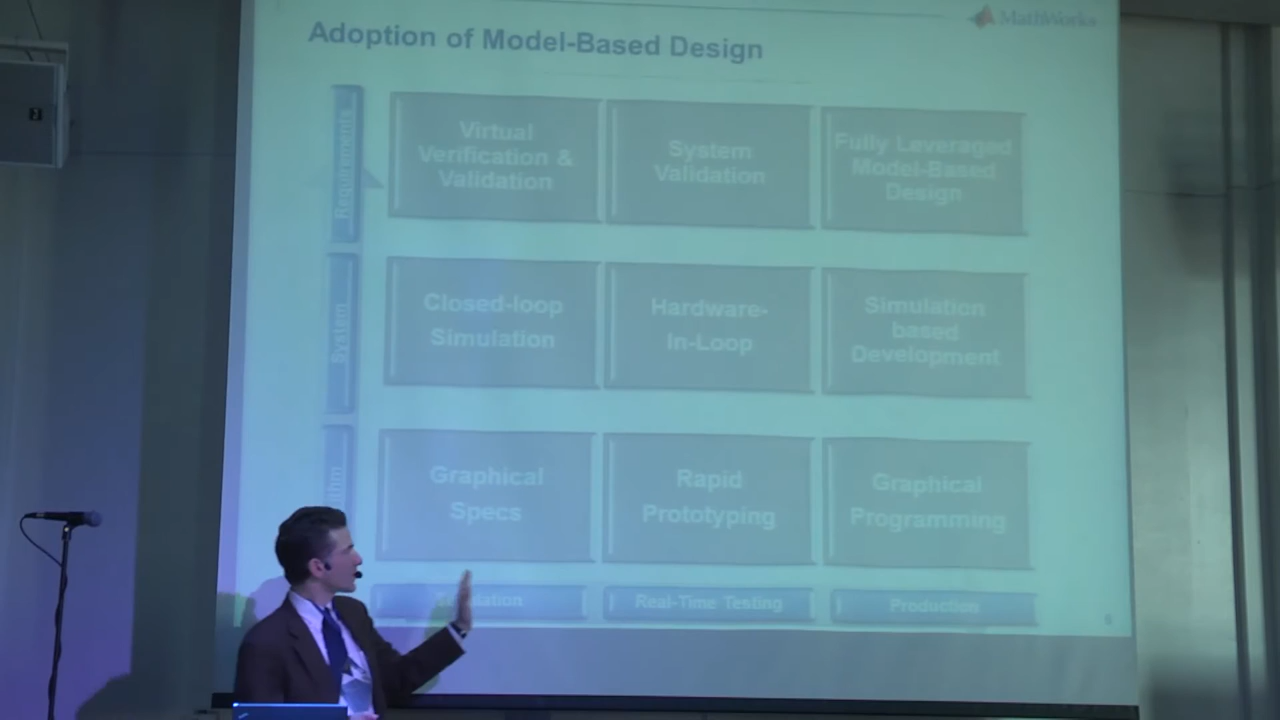 MathWorks
Adoption of Model-Based Design
Requirements
Virtual
Verification &
Validation
System
Validation
Fully Leveraged
Model-Based
Design
System
Closed-loop
Simulation
Hardware-
In-Loop
Simulation
based
Development
Graphical
Specs
Rapid
Prototyping
Graphical
Programming
Real-Time Testing
Production